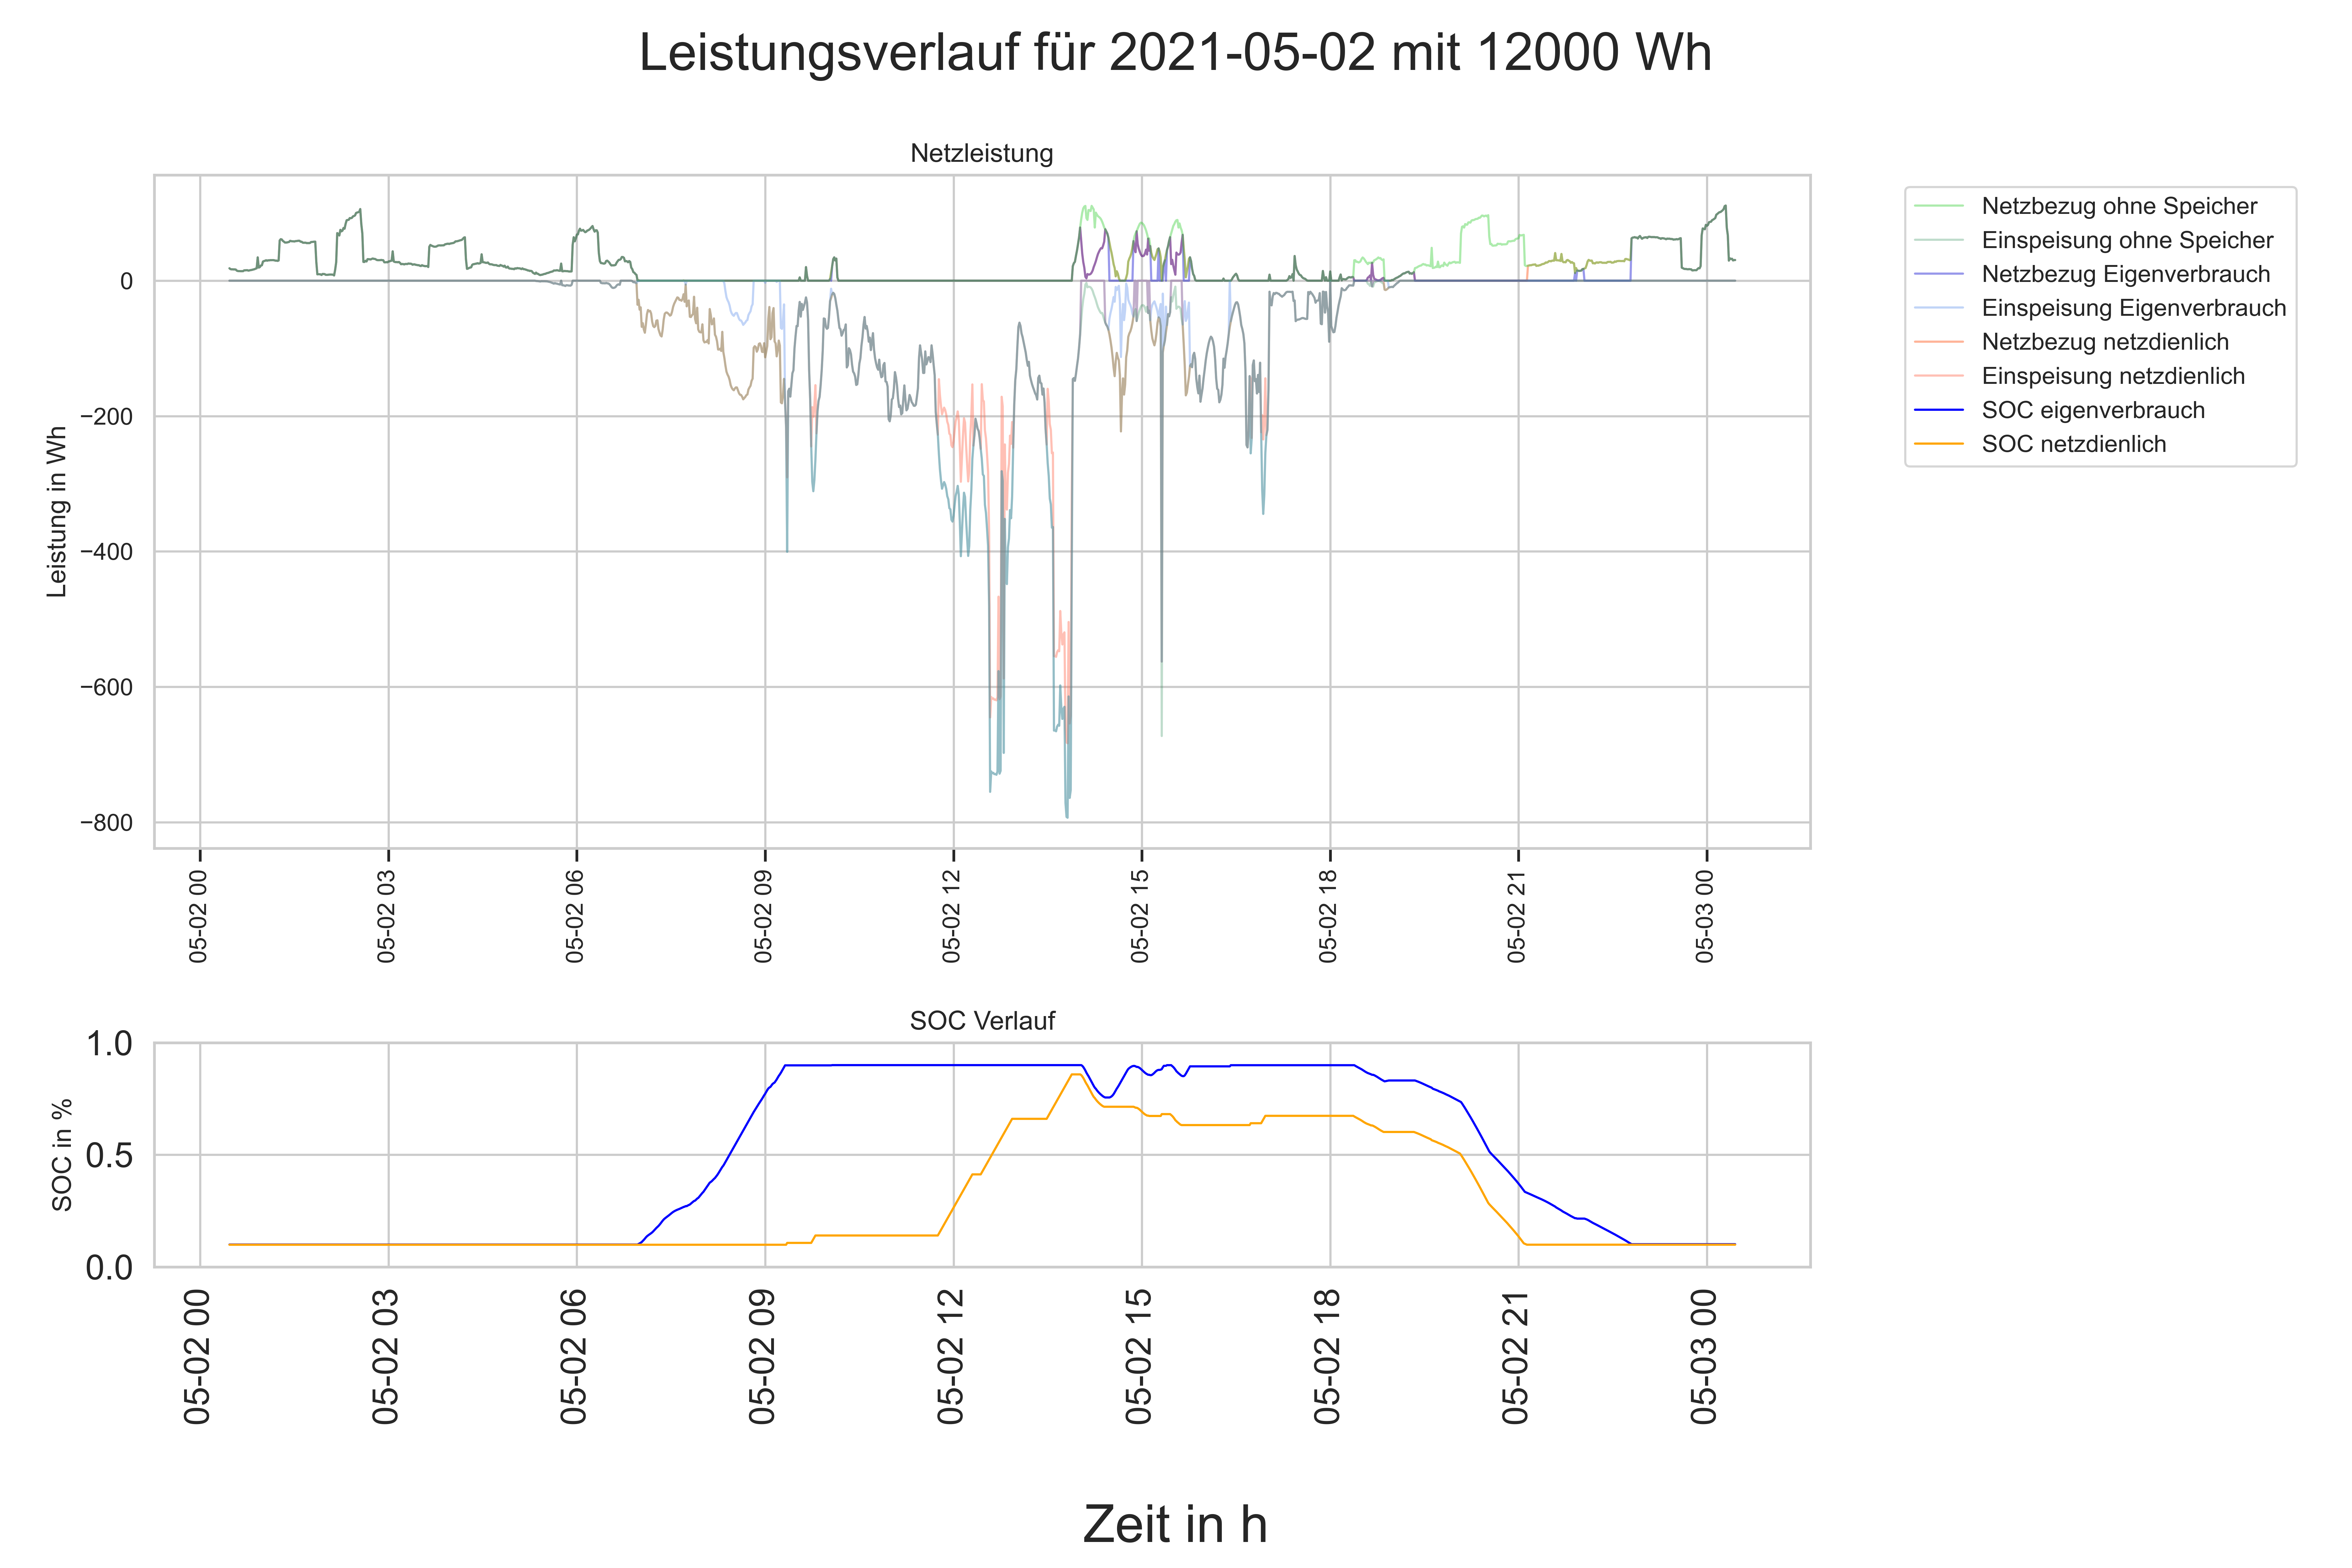 Leistungsverlauf für 2021-05-02 mit 12000 Wh
Netzleistung
Leistung in Wh
0
−200
−400
−600
−800
05-02 00
05-02 03
05-02 06
05-02 09
05-02 12
05-02 15
05-02 18
05-02 21
05-03 00
Netzbezug ohne Speicher
Einspeisung ohne Speicher
Netzbezug Eigenverbrauch
Einspeisung Eigenverbrauch
Netzbezug netzdienlich
Einspeisung netzdienlich
SOC eigenverbrauch
SOC netzdienlich
SOC Verlauf
SOC in %
1.0
0.5
0.0
05-02 00
05-02 03
05-02 06
05-02 09
05-02 12
05-02 15
05-02 18
05-02 21
05-03 00
Zeit in h